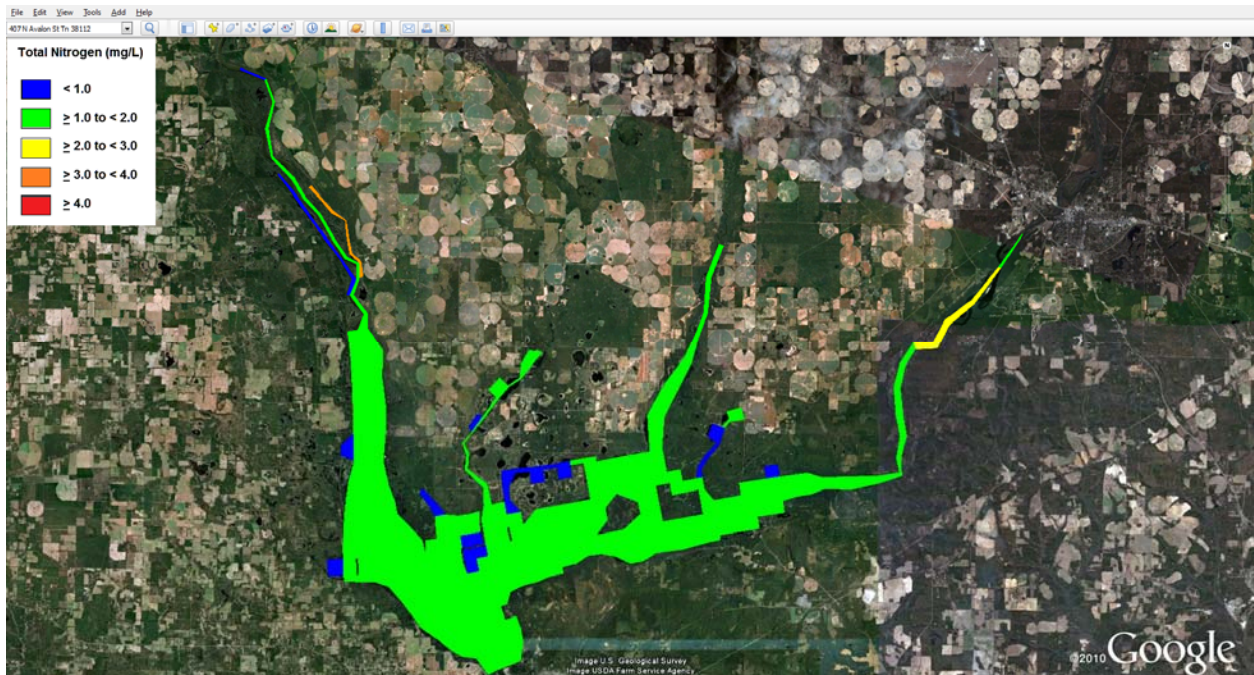 File Edit View Tools Add Help
407 N Avalon St Tn 38112
Total Nitrogen (mg/L)
< 1.0
≥ 1.0 to < 2.0
≥ 2.0 to < 3.0
≥ 3.0 to < 4.0
≥ 4.0
N
Image U.S. Geological Survey
Image USDA Farm Service Agency
©2010 Google